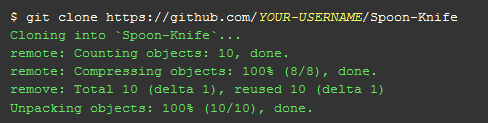 $ git clone https://github.com/YOUR-USERNAME/Spoon-Knife
Cloning into `Spoon-Knife`...
remote: Counting objects: 10, done.
remote: Compressing objects: 100% (8/8), done.
remove: Total 10 (delta 1), reused 10 (delta 1)
Unpacking objects: 100% (10/10), done.